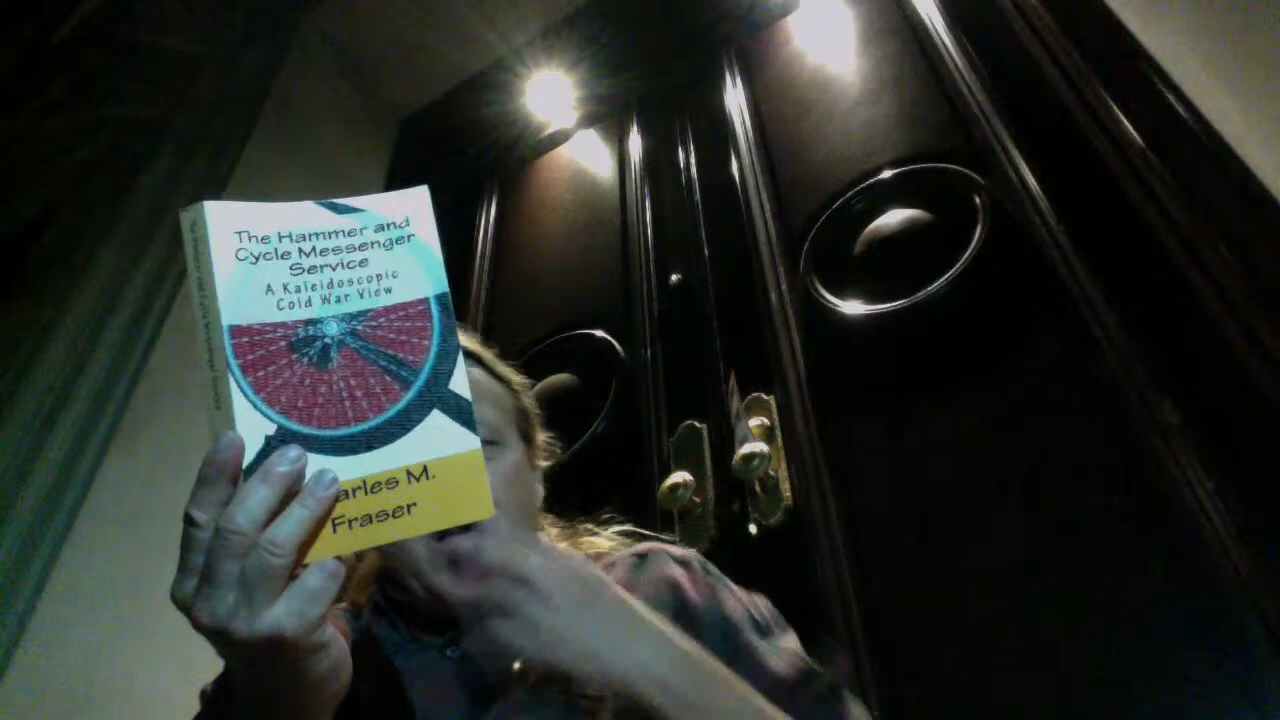 The Hammer and
Cycle Messenger
Service
A Kaleidoscopic
Cold War View
arles M.
Fraser